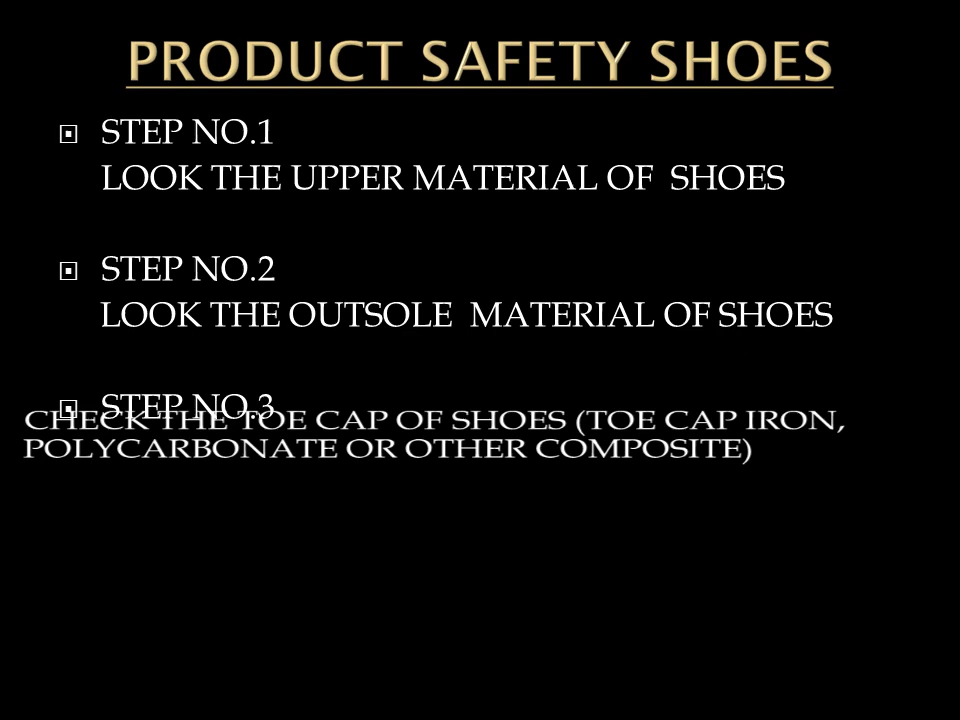 PRODUCT SAFETY SHOES
STEP NO.1
LOOK THE UPPER MATERIAL OF SHOES
STEP NO.2
LOOK THE OUTSOLE MATERIAL OF SHOES
STEP NO.3
CHECK THE TOE CAP OF SHOES (TOE CAP IRON,
POLYCARBONATE OR OTHER COMPOSITE)